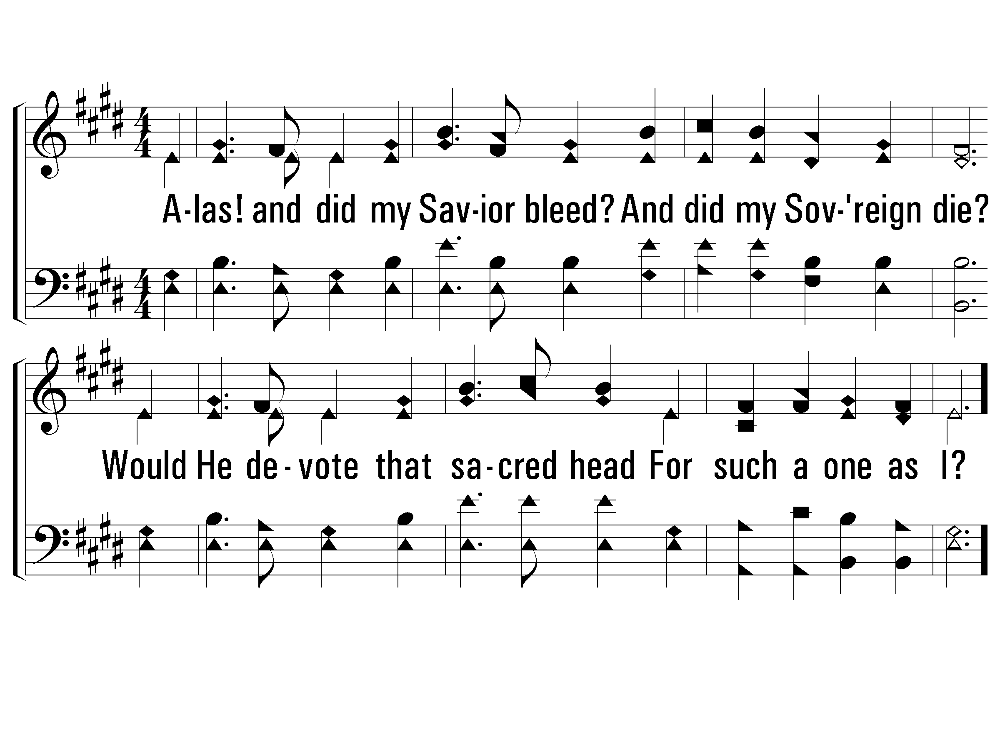 A-las! and did my Sav-ior bleed? And did my Sov-'reign die?
Would He de-vote that sa-cred head For such a one as I?